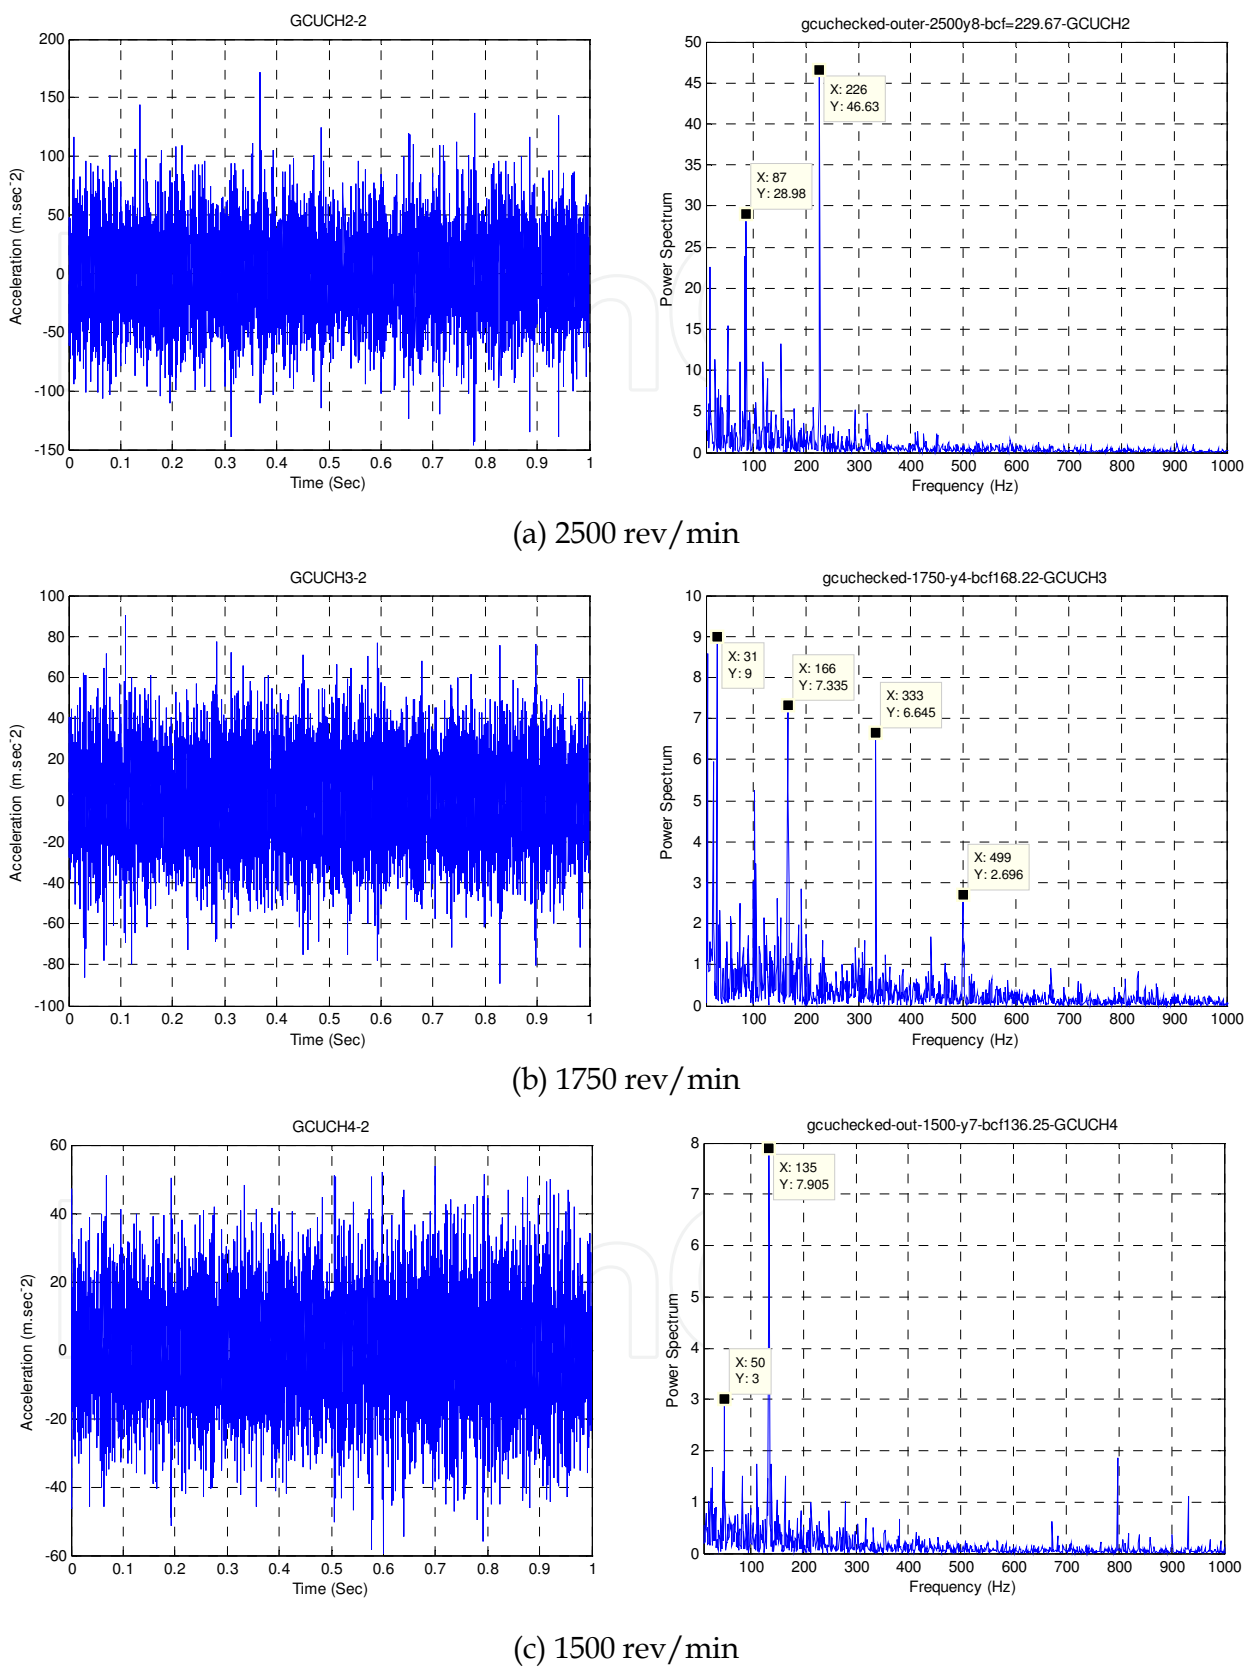 GCUCH2-2
200
150
100
50
0
-50
-100
-150
0 0.1 0.2 0.3 0.4 0.5 0.6 0.7 0.8 0.9 1
Time (Sec)
Acceleration (m.sec-2)
gcuchecked-outer-2500y8-bcf=229.67-GCUCH2
50
45
40
35
30
25
20
15
10
5
0
X: 226
Y: 46.63
X: 87
Y: 28.98
100 200 300 400 500 600 700 800 900 1000
Frequency (Hz)
Power Spectrum
(a) 2500 rev/min
GCUCH3-2
100
80
60
40
20
0
-20
-40
-60
-80
-100
0 0.1 0.2 0.3 0.4 0.5 0.6 0.7 0.8 0.9 1
Time (Sec)
Acceleration (m.sec-2)
gcuchecked-1750-y4-bcf168.22-GCUCH3
10
9
8
7
6
5
4
3
2
1
0
X: 31
Y: 9
X: 166
Y: 7.335
X: 333
Y: 6.645
X: 499
Y: 2.696
100 200 300 400 500 600 700 800 900 1000
Frequency (Hz)
Power Spectrum
(b) 1750 rev/min
GCUCH4-2
60
40
20
0
-20
-40
-60
0 0.1 0.2 0.3 0.4 0.5 0.6 0.7 0.8 0.9 1
Time (Sec)
Acceleration (m.sec-2)
gcuchecked-out-1500-y7-bcf136.25-GCUCH4
8
7
6
5
4
3
2
1
0
X: 135
Y: 7.905
X: 50
Y: 3
100 200 300 400 500 600 700 800 900 1000
Frequency (Hz)
Power Spectrum
(c) 1500 rev/min